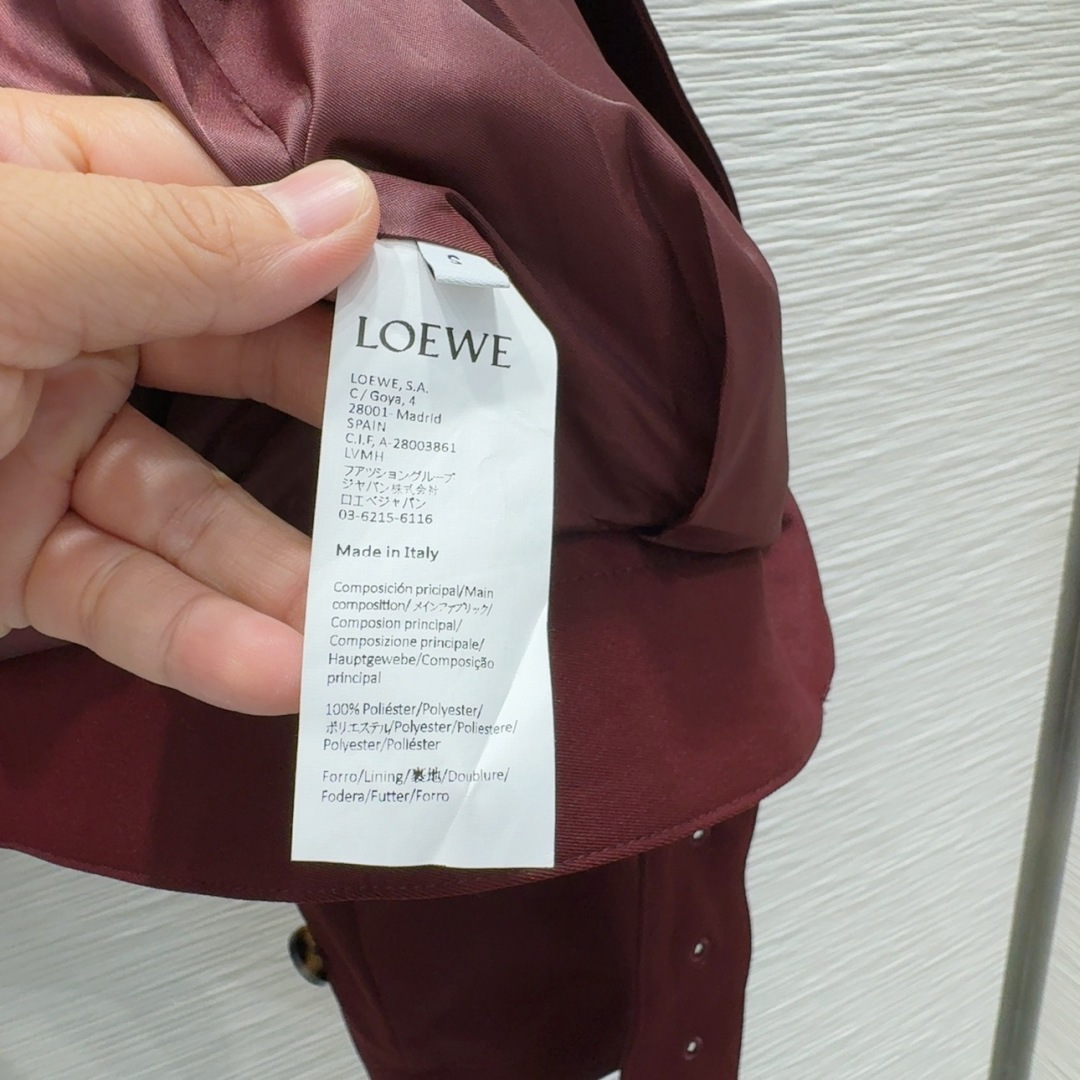 S
LOEWE
LOEWE, S.A.
C/ Goya, 4
28001- Madrid
SPAIN
C.I.F, A-28003861
LVMH
フアツショングループ
ジャパン株式会社
ロエベジャパン
03-6215-6116
Made in Italy
Composición pricipal/Main
composition/メインファブリック/
Composion principal/
Composizione principale/
Hauptgewebe/Composição
principal
100% Poliéster/Polyester/
ポリエステル/Polyester/Poliestere/
Polyester/Poliéster
Forro/Lining/裏地/Doublure/
Fodera/Futter/Forro